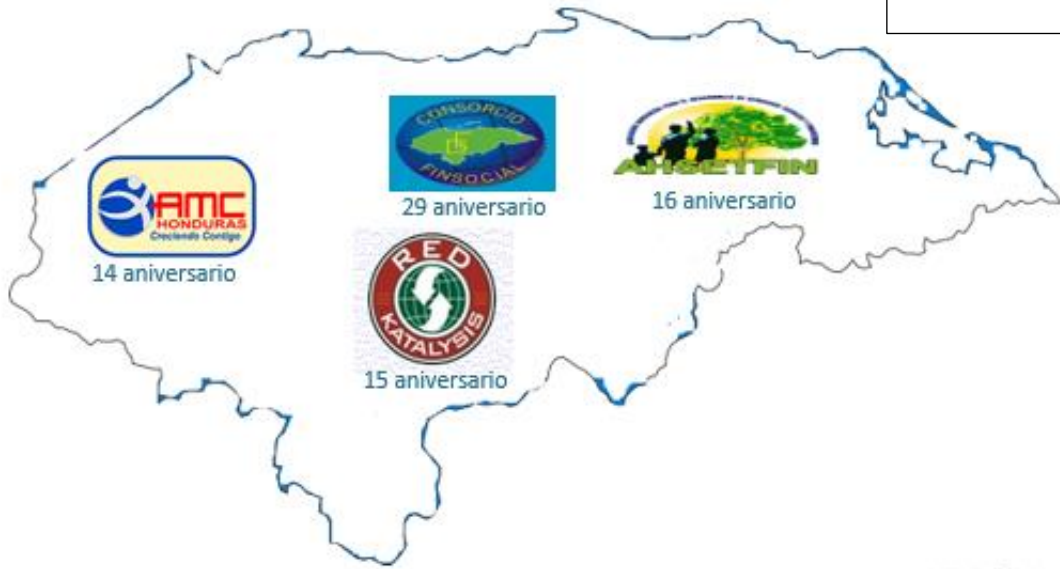 CONSORCIO
FINSOCIAL
29 aniversario
AHSETFIN
16 aniversario
AMC
HONDURAS
Creciendo Contigo
14 aniversario
RED
KATALYSIS
15 aniversario